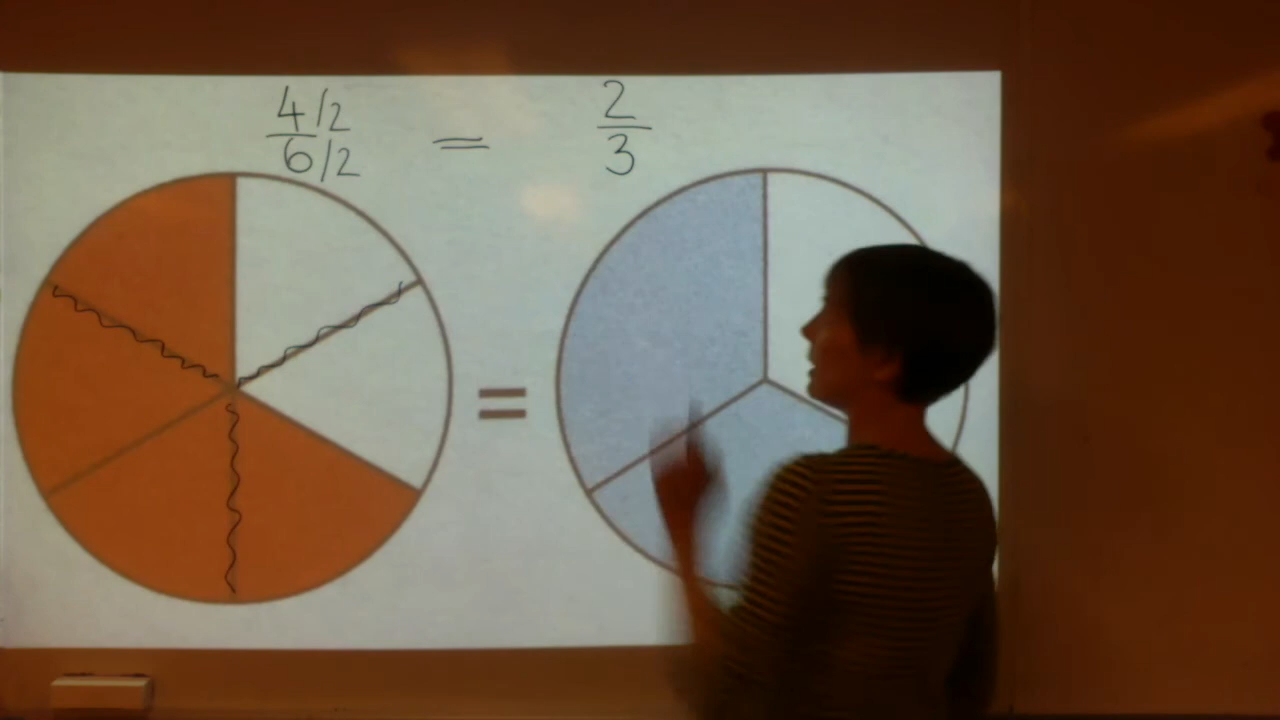 4/2 = 2
6/2 3
=